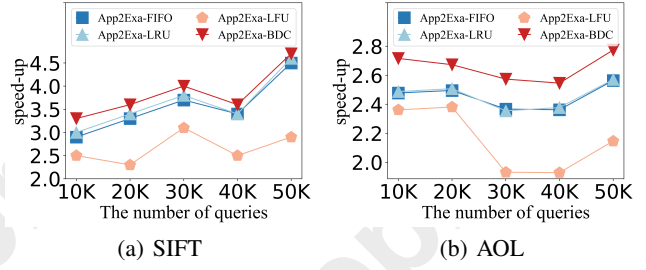 App2Exa-FIFO App2Exa-LFU
App2Exa-LRU App2Exa-BDC
speed-up
4.5
4.0
3.5
3.0
2.5
2.0
10K 20K 30K 40K 50K
The number of queries
(a) SIFT
App2Exa-FIFO App2Exa-LFU
App2Exa-LRU App2Exa-BDC
speed-up
2.8
2.6
2.4
2.2
2.0
10K 20K 30K 40K 50K
The number of queries
(b) AOL